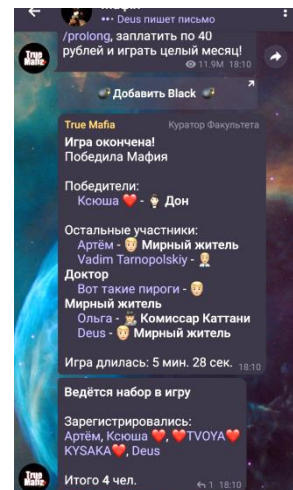 •• Deus пишет письмо
/prolong, заплатить по 40
рублей и играть целый месяц!
11.9M 18:10
Добавить Black
True Mafia Куратор Факультета
Игра окончена!
Победила Мафия
Победители:
Ксюша ❤️ - 🤵🏻 Дон
Остальные участники:
Артём - 👨🏼 Мирный житель
Vadim Tarnopolskiy - 👨🏼‍⚕️
Доктор
Вот такие пироги - 👨🏼
Мирный житель
Ольга - 🕵🏼 Комиссар Каттани
Deus - 👨🏼 Мирный житель
Игра длилась: 5 мин. 28 сек. 18:10
Ведётся набор в игру
Зарегистрировались:
Артём, Ксюша ❤️, ❤️TVOYA❤️
KYSAKA❤️, Deus
True
Mafia
Итого 4 чел. 1 18:10